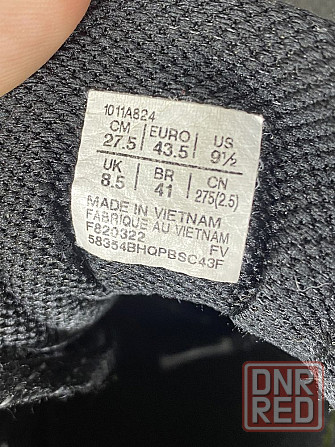 1011A824
CM EURO US
27.5 43.5 9½
UK BR CN
8.5 41 275(2.5)
MADE IN VIETNAM
FABRIQUE AU VIETNAM
F820322 FV
58354BHQPBSC43F
DNR
RED